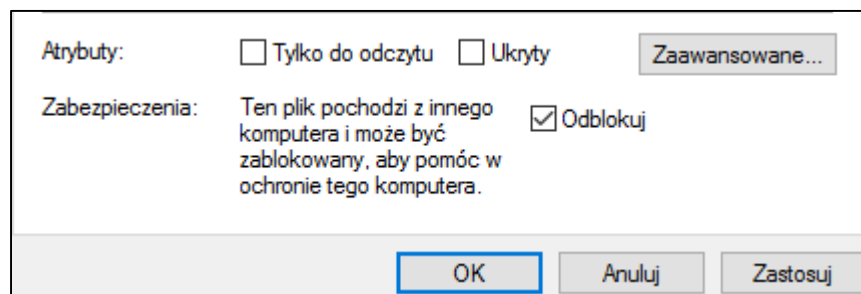 Atrybuty: Tylko do odczytu Ukryty Zaawansowane...
Zabezpieczenia: Ten plik pochodzi z innego
komputera i może być
zablokowany, aby pomóc w
ochronie tego komputera.
Odblokuj
OK Anuluj Zastosuj